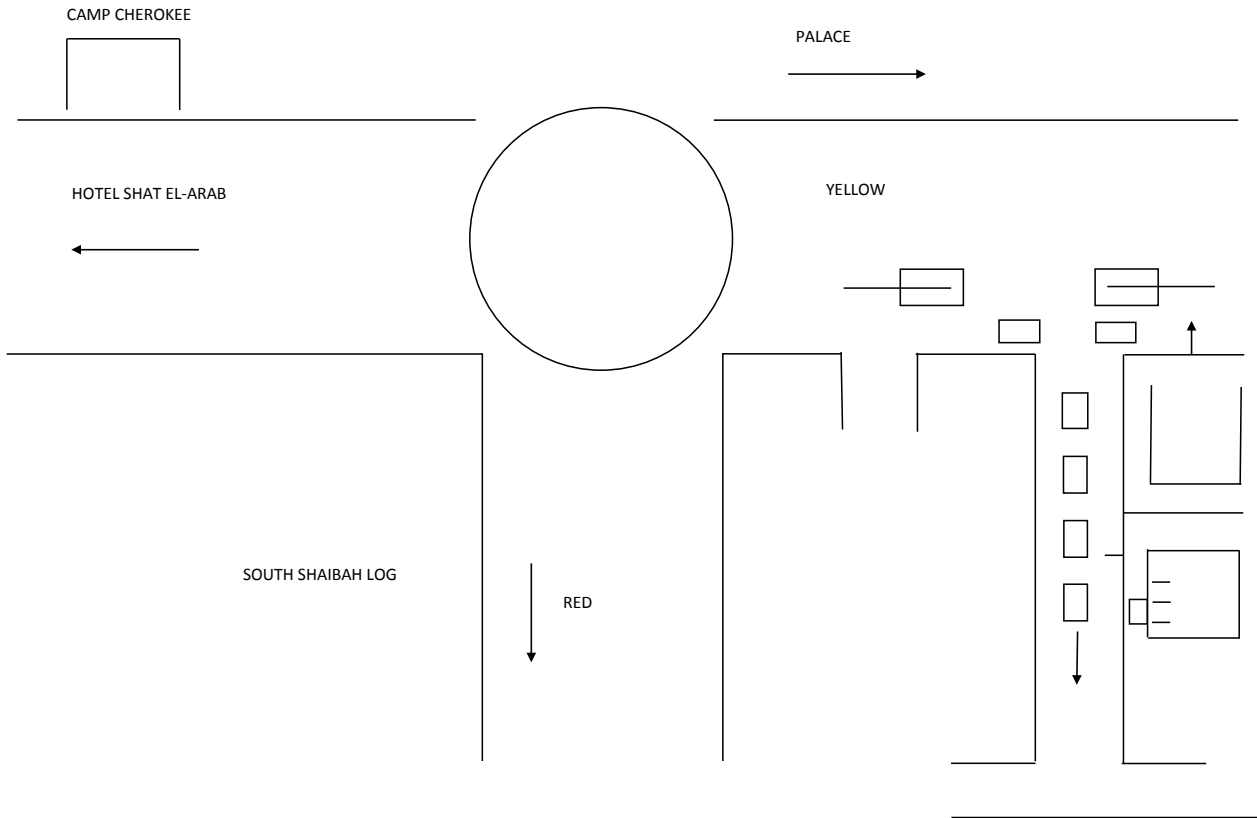 CAMP CHEROKEE
PALACE
HOTEL SHAT EL-ARAB
YELLOW
SOUTH SHAIBAH LOG
RED